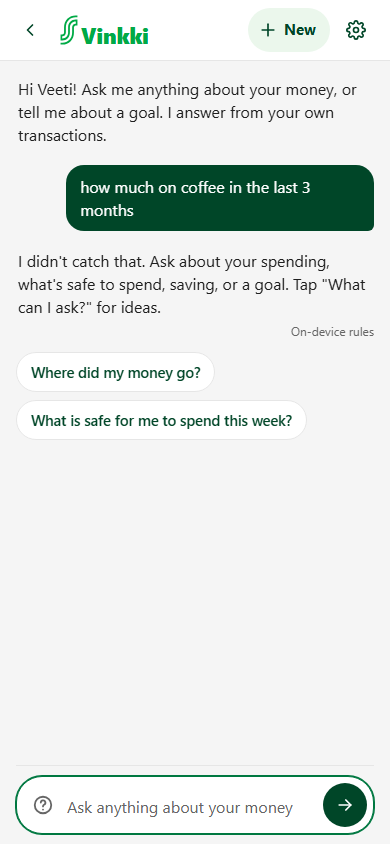 Vinkki
New
Hi Veeti! Ask me anything about your money, or
tell me about a goal. I answer from your own
transactions.
how much on coffee in the last 3
months
I didn't catch that. Ask about your spending,
what's safe to spend, saving, or a goal. Tap "What
can I ask?" for ideas.
On-device rules
Where did my money go?
What is safe for me to spend this week?
Ask anything about your money